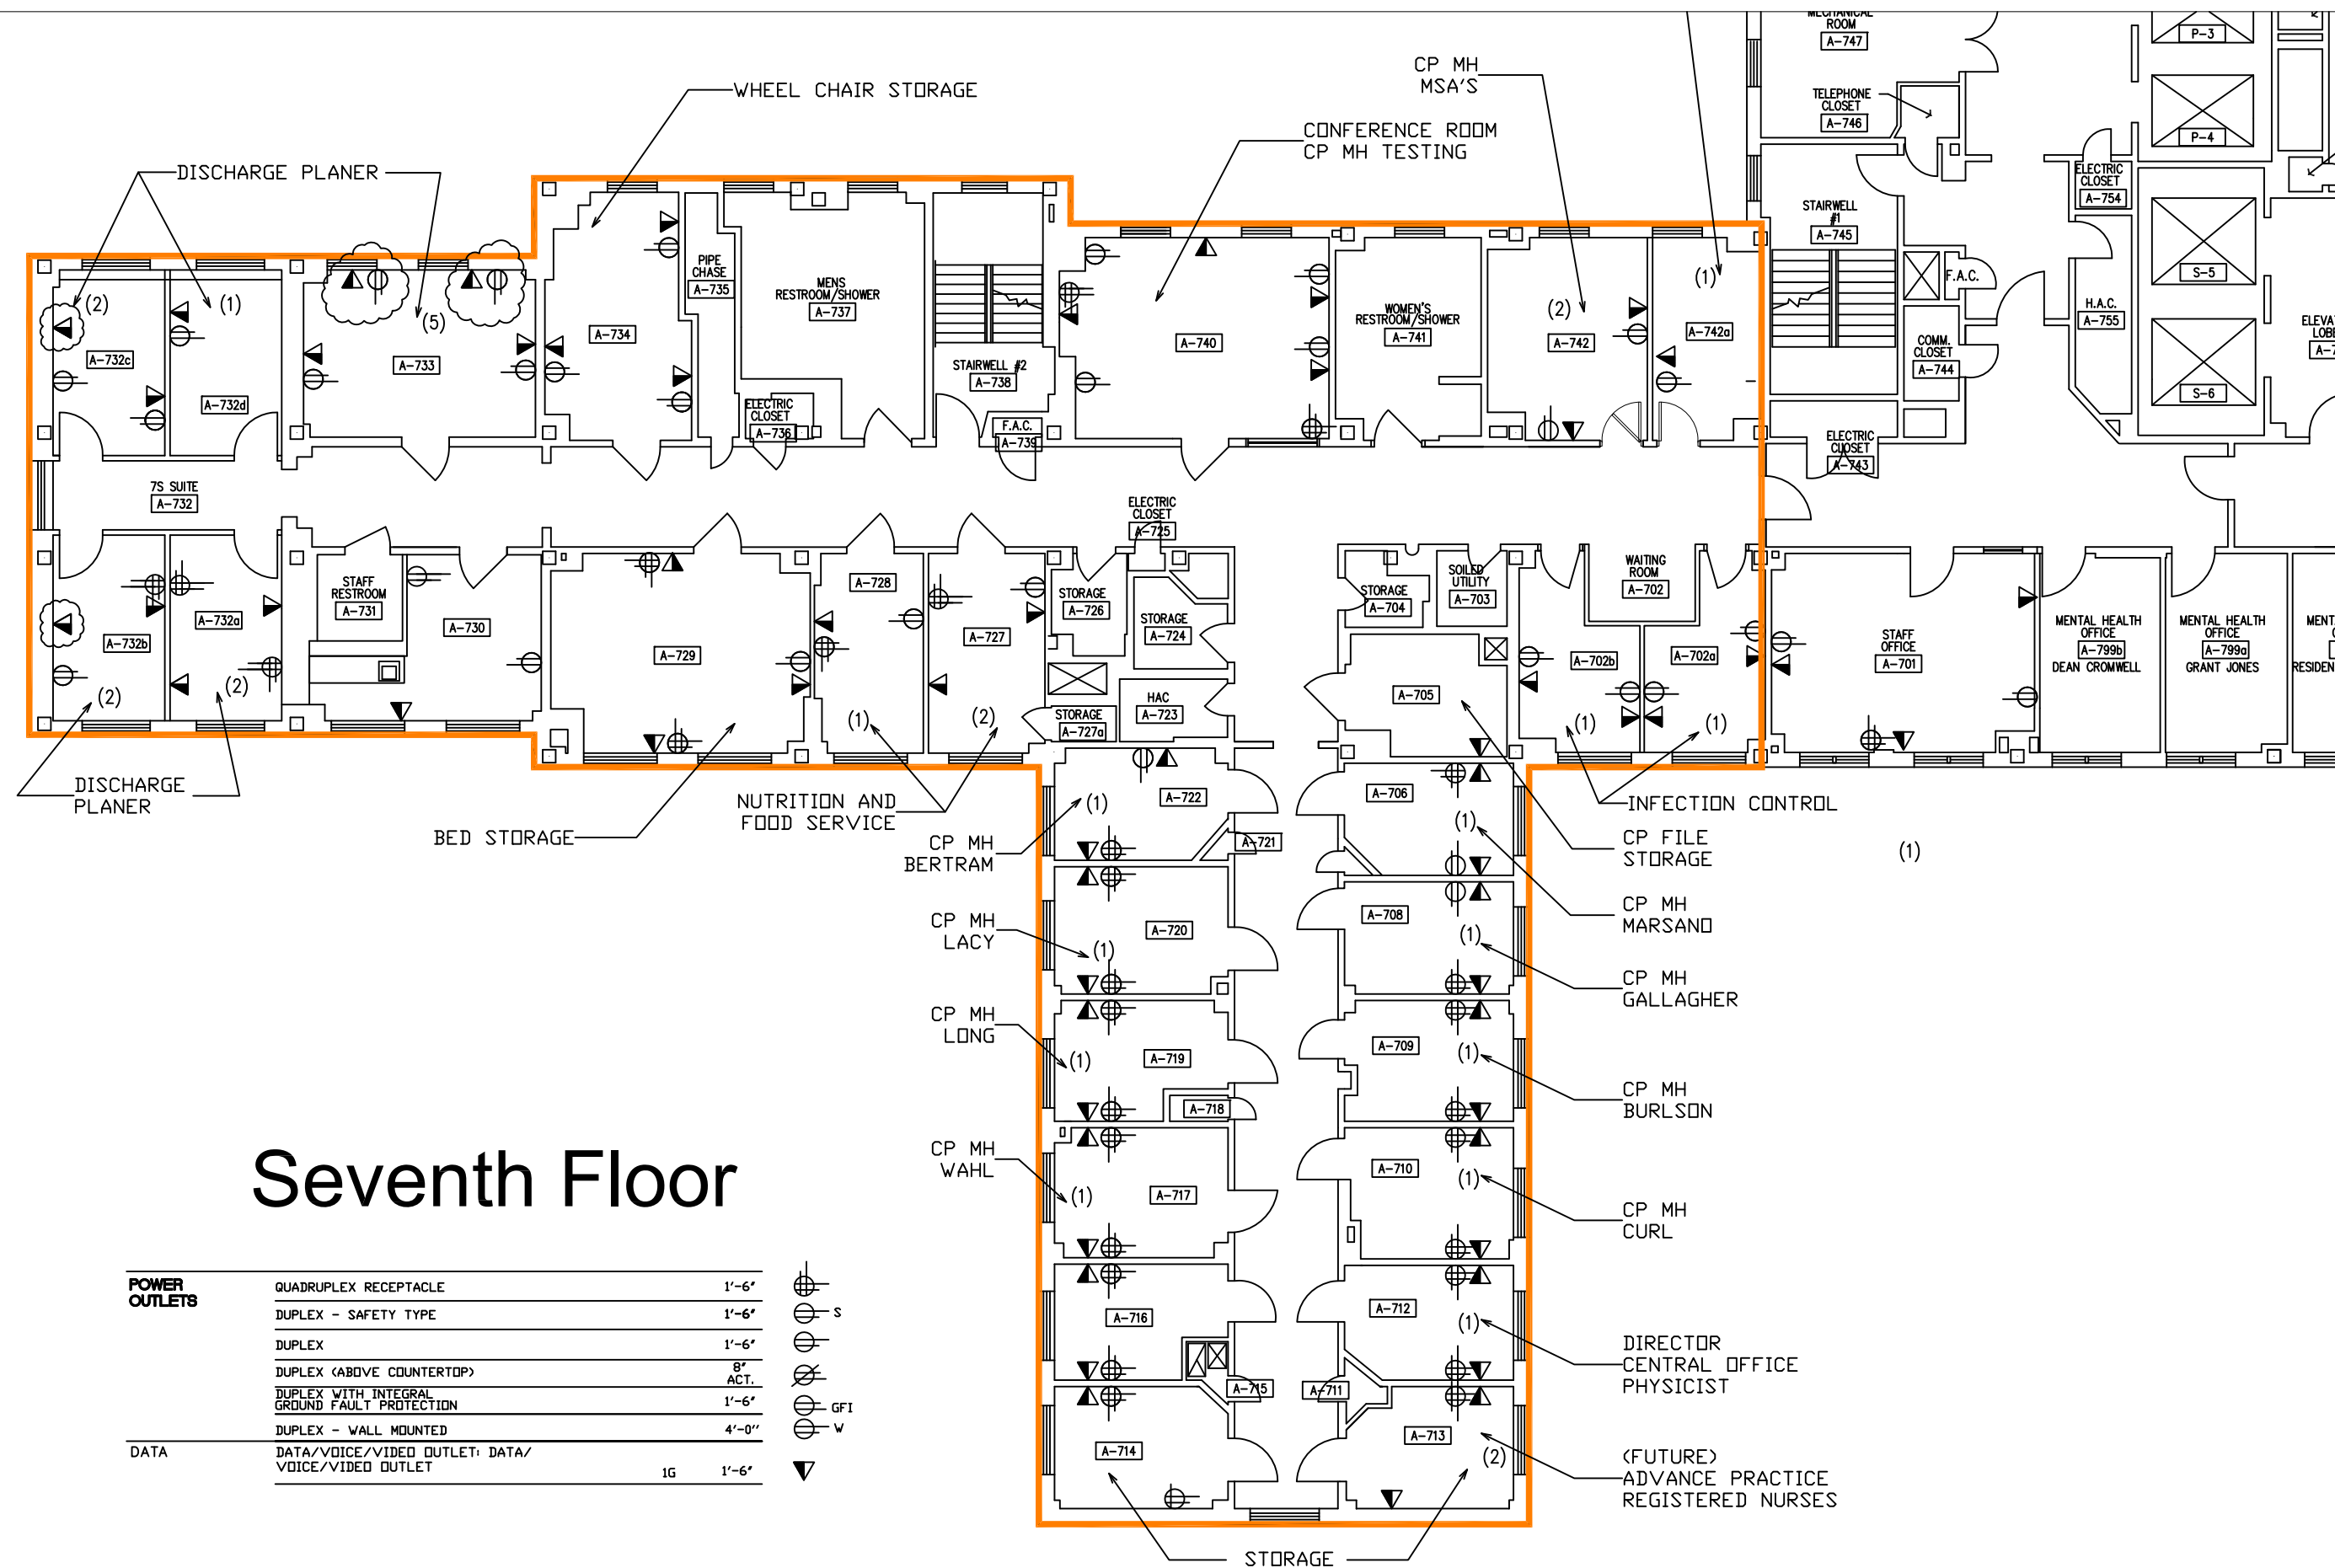 MECHANICAL
ROOM
A-747
P-3
WHEEL CHAIR STORAGE
CP MH
MSA'S
TELEPHONE
CLOSET
A-746
P-4
CONFERENCE ROOM
CP MH TESTING
DISCHARGE PLANER
ELECTRIC
CLOSET
A-754
STAIRWELL
#1
A-745
PIPE
CHASE
A-735
MENS
RESTROOM/SHOWER
A-737
(2)
(1)
(5)
A-732c
A-732d
A-733
A-734
STAIRWELL #2
A-738
A-740
WOMEN'S
RESTROOM/SHOWER
A-741
(2)
A-742
(1)
A-742a
F.A.C.
S-5
H.A.C.
A-755
COMM.
CLOSET
A-744
S-6
ELECTRIC
CLOSET
A-736
F.A.C.
A-739
ELECTRIC
CLOSET
A-743
7S SUITE
A-732
ELECTRIC
CLOSET
A-725
STAFF
RESTROOM
A-731
A-732b
(2)
A-732a
(2)
A-730
A-729
A-728
(1)
A-727
(2)
STORAGE
A-726
STORAGE
A-724
HAC
A-723
STORAGE
A-727a
STORAGE
A-704
SOILED
UTILITY
A-703
WAITING
ROOM
A-702
A-705
A-702b
(1)
A-702a
(1)
STAFF
OFFICE
A-701
MENTAL HEALTH
OFFICE
A-799b
DEAN CROMWELL
MENTAL HEALTH
OFFICE
A-799a
GRANT JONES
DISCHARGE
PLANER
BED STORAGE
NUTRITION AND
FOOD SERVICE
INFECTION CONTROL
CP MH
BERTRAM
(1)
A-722
A-721
A-706
(1)
CP FILE
STORAGE
(1)
CP MH
LACY
(1)
A-720
A-708
(1)
CP MH
MARSANO
CP MH
GALLAGHER
CP MH
LONG
(1)
A-719
A-718
A-709
(1)
CP MH
BURLSON
CP MH
WAHL
(1)
A-717
A-710
(1)
CP MH
CURL
Seventh Floor
A-716
A-715
A-712
(1)
A-711
DIRECTOR
CENTRAL OFFICE
PHYSICIST
A-714
A-713
(2)
(FUTURE)
ADVANCE PRACTICE
REGISTERED NURSES
STORAGE
POWER
OUTLETS
QUADRUPLEX RECEPTACLE 1'-6"
DUPLEX - SAFETY TYPE 1'-6" S
DUPLEX 1'-6"
DUPLEX (ABOVE COUNTERTOP) 8"
ACT.
DUPLEX WITH INTEGRAL
GROUND FAULT PROTECTION 1'-6" GFI
DUPLEX - WALL MOUNTED 4'-0'' W
DATA
DATA/VOICE/VIDEO OUTLET: DATA/
VOICE/VIDEO OUTLET 1G 1'-6"